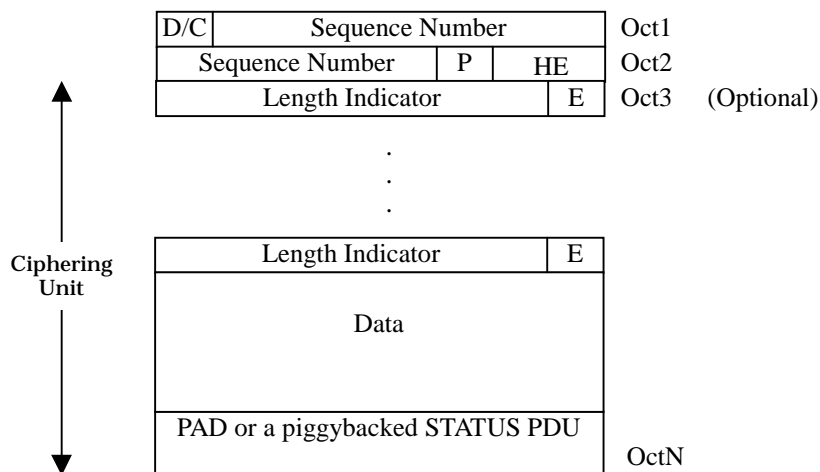 D/C Sequence Number Oct1
Sequence Number P HE Oct2
Length Indicator E Oct3 (Optional)
.
.
.
Length Indicator E
Ciphering
Unit
Data
PAD or a piggybacked STATUS PDU
OctN